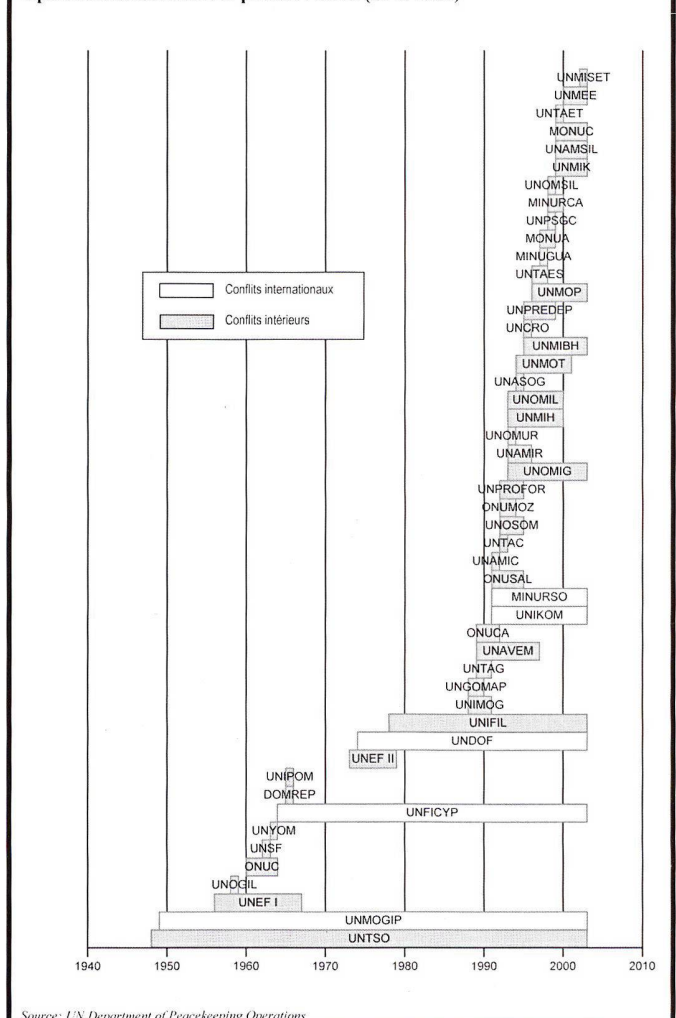 UNMISET
UNMEE
UNTAET
MONUC
UNAMSIL
UNMIK
UNOMSIL
MINURCA
UNPSGC
MONUA
MINUGUA
UNTAES
UNMOP
UNPREDEP
UNCRO
UNMIBH
UNMOT
UNASOG
UNOMIL
UNMIH
UNOMUR
UNAMIR
UNOMIG
UNPROFOR
ONUMOZ
UNOSOM
UNTAC
UNAMIC
ONUSAL
MINURSO
UNIKOM
ONUCA
UNAVEM
UNTAG
UNGOMAP
UNIMOG
UNIFIL
UNDOF
UNEF II
UNIPOM
DOMREP
UNFICYP
UNYOM
UNSF
ONUC
UNOGIL
UNEF I
UNMOGIP
UNTSO
Conflits internationaux
Conflits intérieurs
1940 1950 1960 1970 1980 1990 2000 2010
Source: UN Department of Peacekeeping Operations